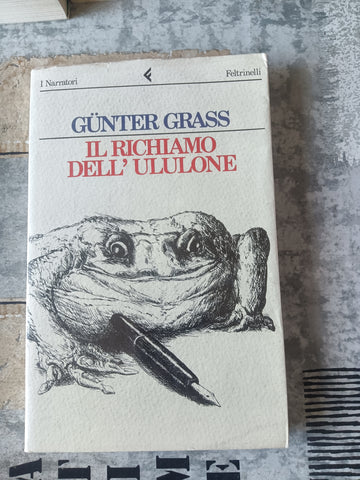 I Narratori
Feltrinelli
GÜNTER GRASS
IL RICHIAMO
DELL' ULULONE